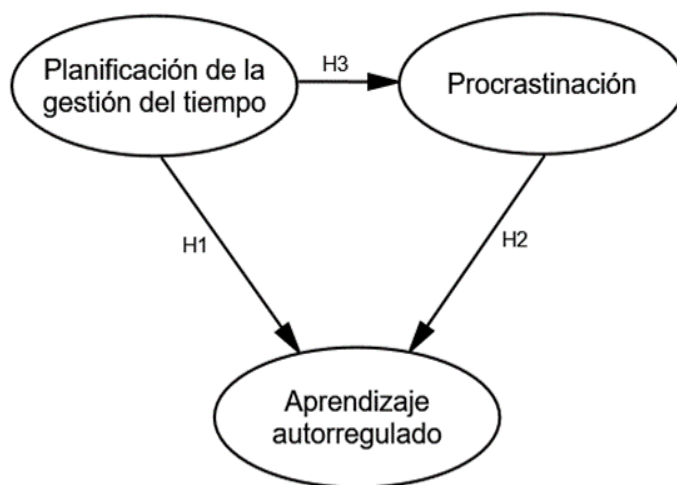 Planificación de la
gestión del tiempo
H3
Procrastinación
H1
H2
Aprendizaje
autorregulado